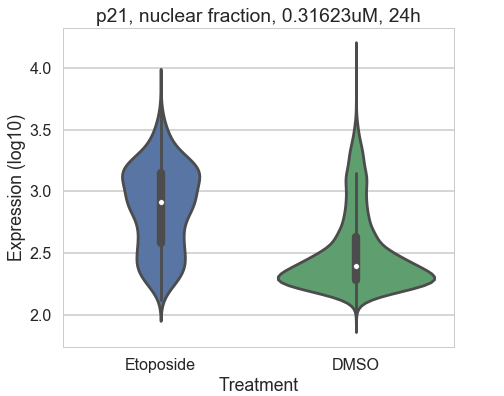 p21, nuclear fraction, 0.31623uM, 24h
Expression (log10)
4.0
3.5
3.0
2.5
2.0
Etoposide DMSO
Treatment